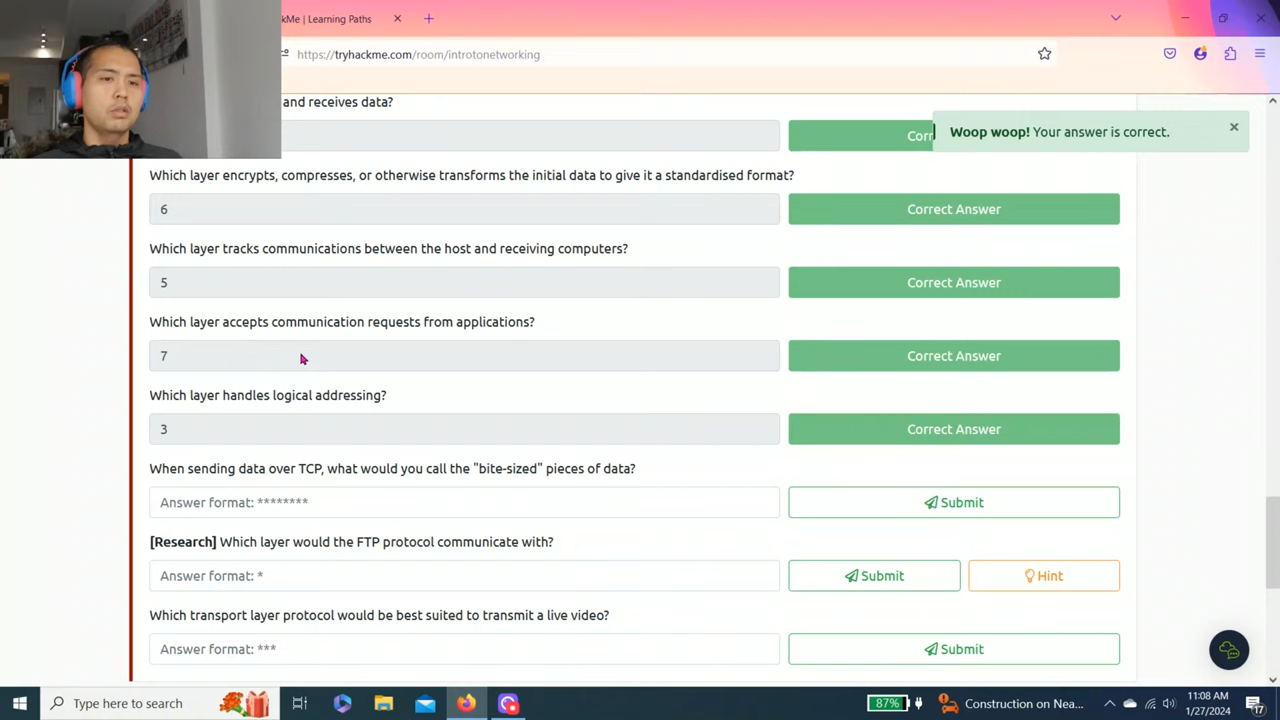 kMe | Learning Paths
https://tryhackme.com/room/introtonetworking
and receives data?
Corr
Woop woop! Your answer is correct.
Which layer encrypts, compresses, or otherwise transforms the initial data to give it a standardised format?
6
Correct Answer
Which layer tracks communications between the host and receiving computers?
5
Correct Answer
Which layer accepts communication requests from applications?
7
Correct Answer
Which layer handles logical addressing?
3
Correct Answer
When sending data over TCP, what would you call the "bite-sized" pieces of data?
Answer format: ********
Submit
[Research] Which layer would the FTP protocol communicate with?
Answer format: *
Submit
Hint
Which transport layer protocol would be best suited to transmit a live video?
Answer format: ***
Submit
Type here to search
87%
Construction on Nea...
11:08 AM
1/27/2024
17